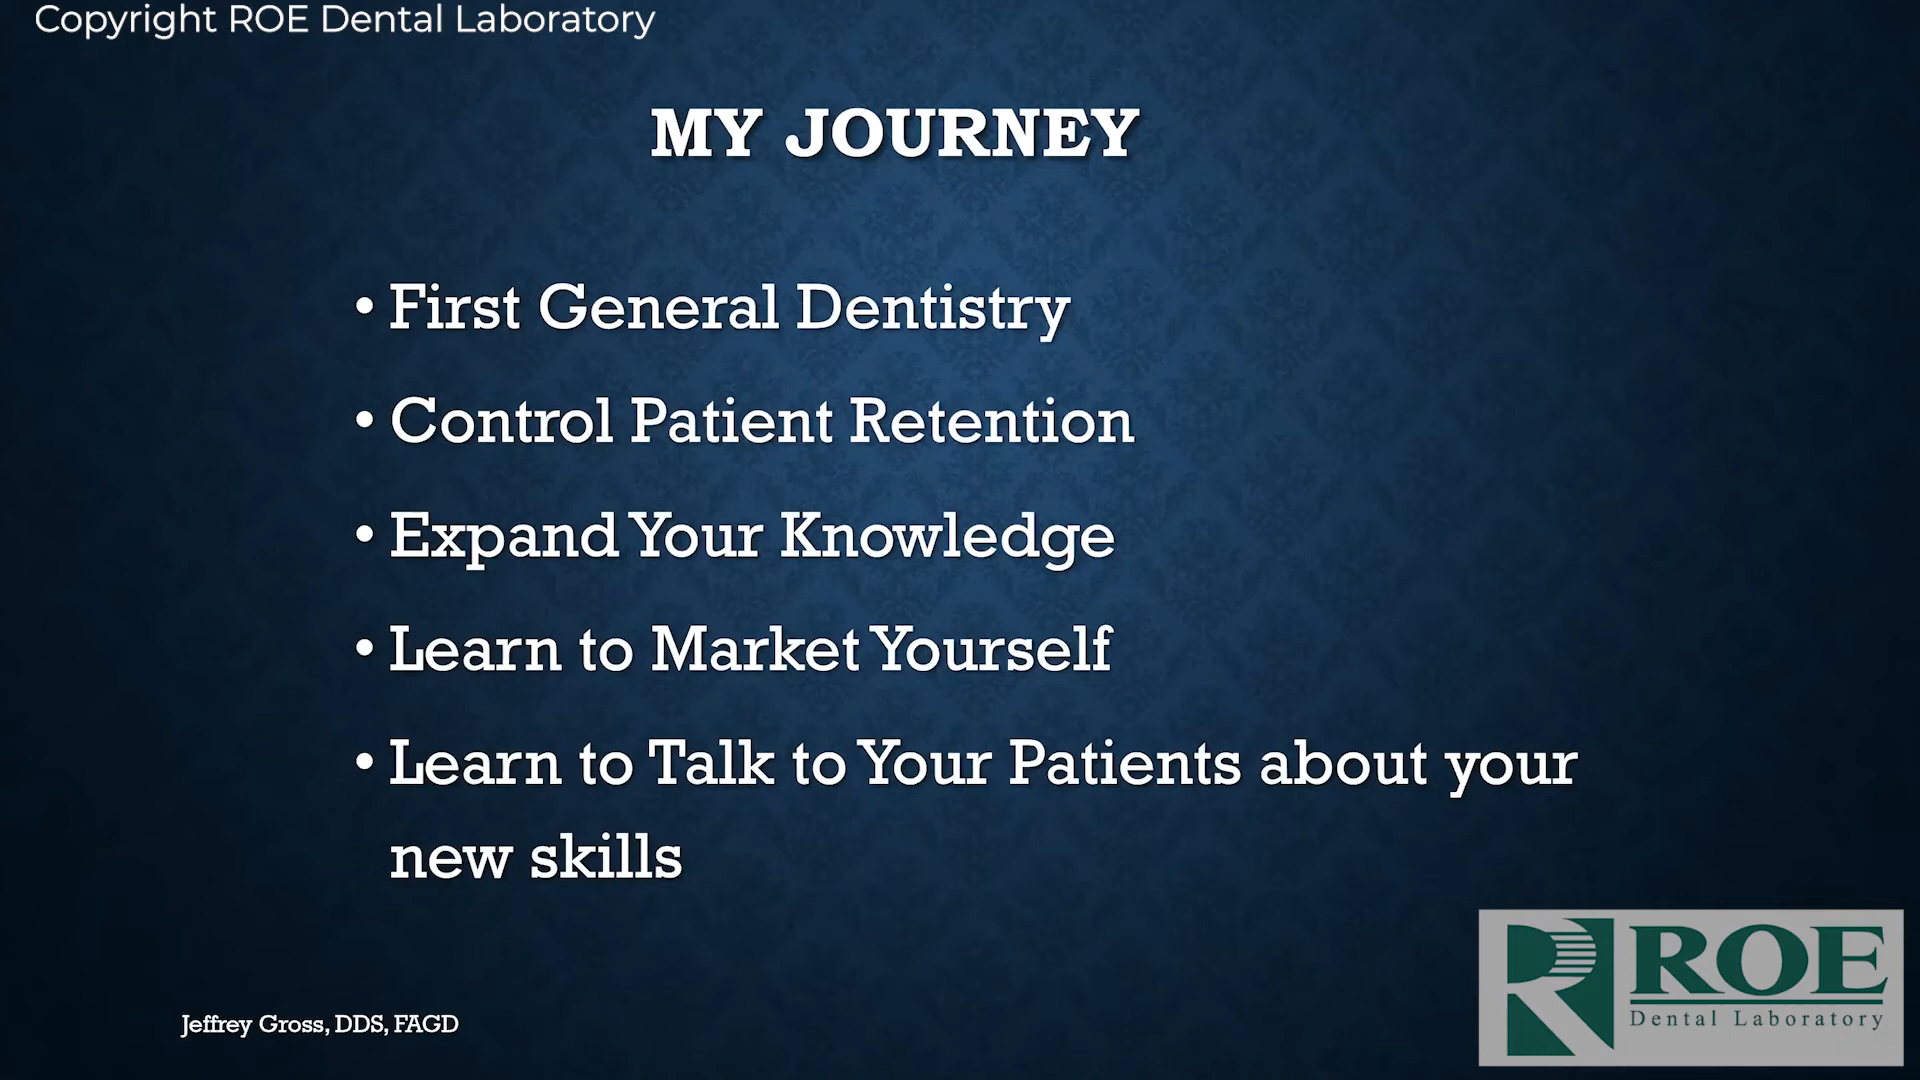 Copyright ROE Dental Laboratory
MY JOURNEY
• First General Dentistry
• Control Patient Retention
• Expand Your Knowledge
• Learn to Market Yourself
• Learn to Talk to Your Patients about your
new skills
Jeffrey Gross, DDS, FAGD
ROE
Dental Laboratory